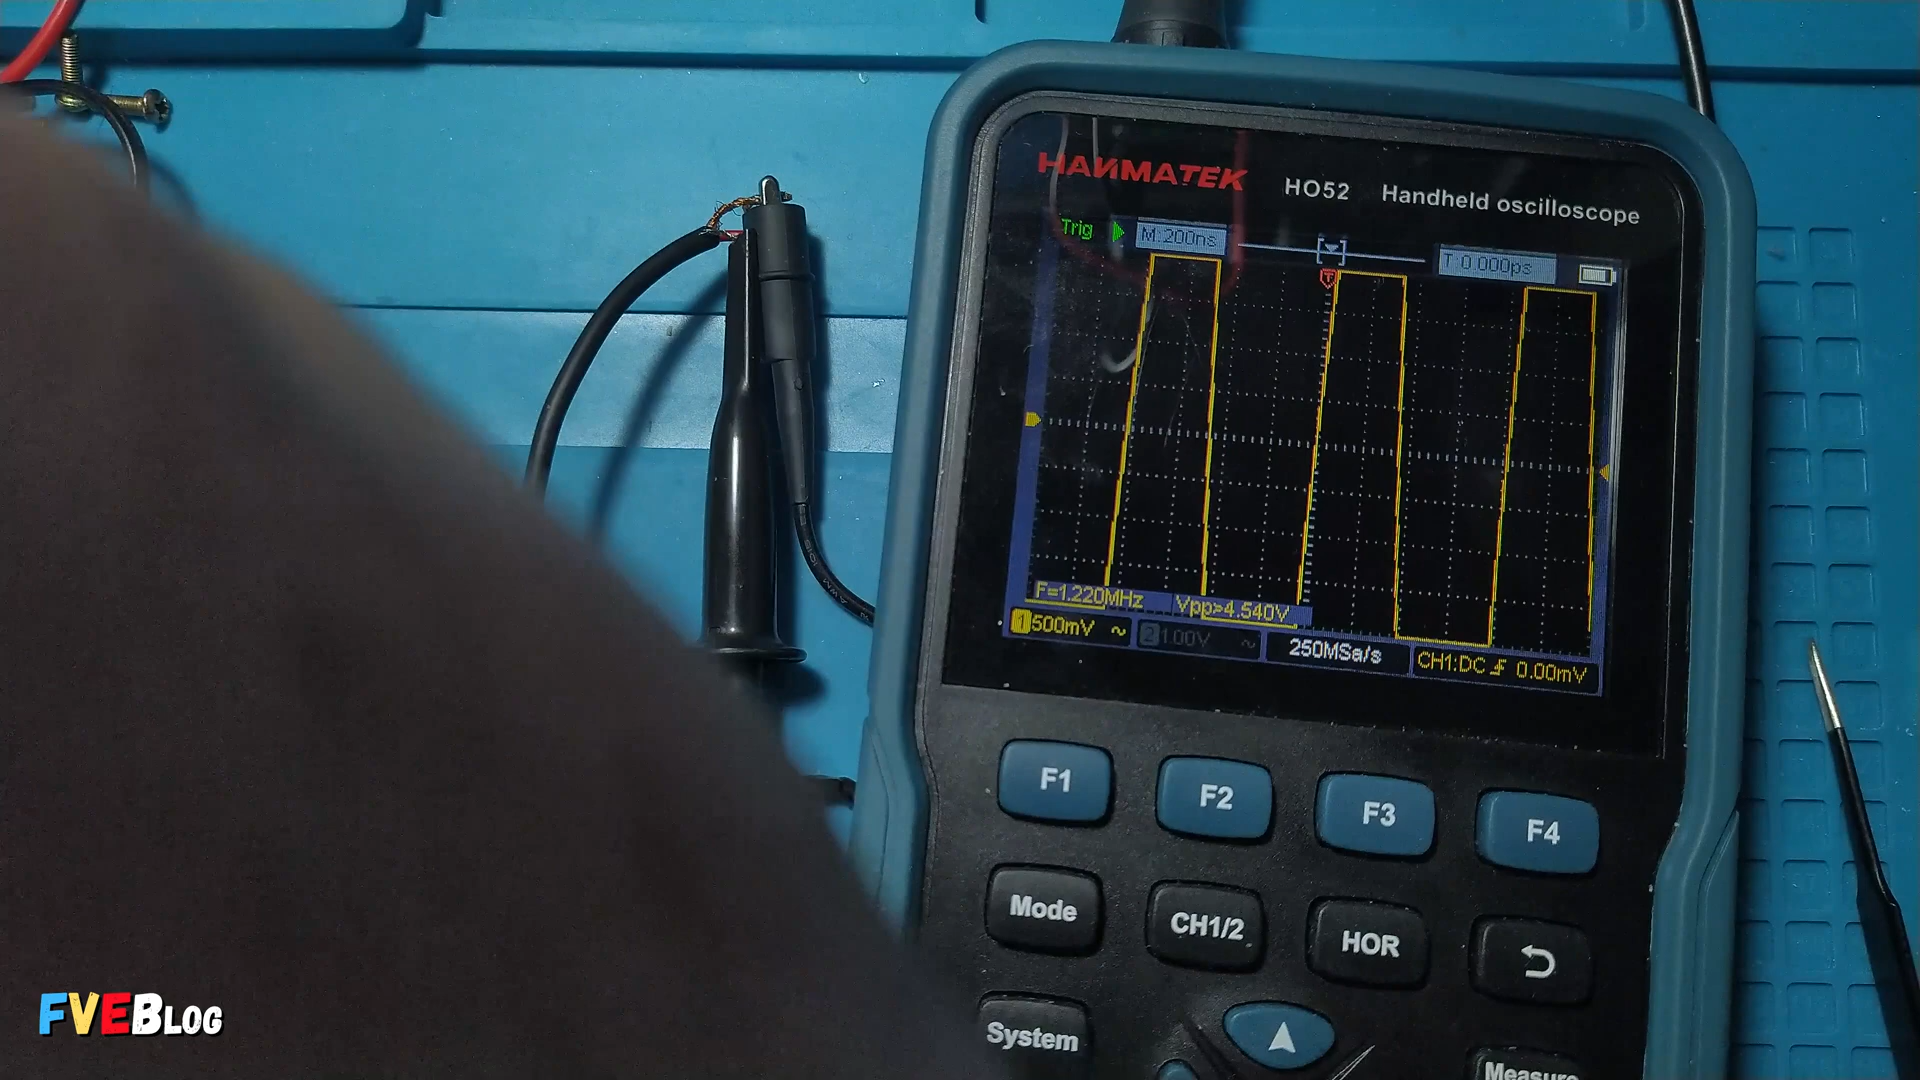 HANMATEK HO52 Handheld oscilloscope
Trig M:200ns T:0.000ps
T
F=1.220MHz Vpp>4.540V
1 500mV ~ 2 1.00V ~ 250MSa/s CH1:DC 0.00mV
F1 F2 F3 F4
Mode CH1/2 HOR
System Measure
FVEBLOG